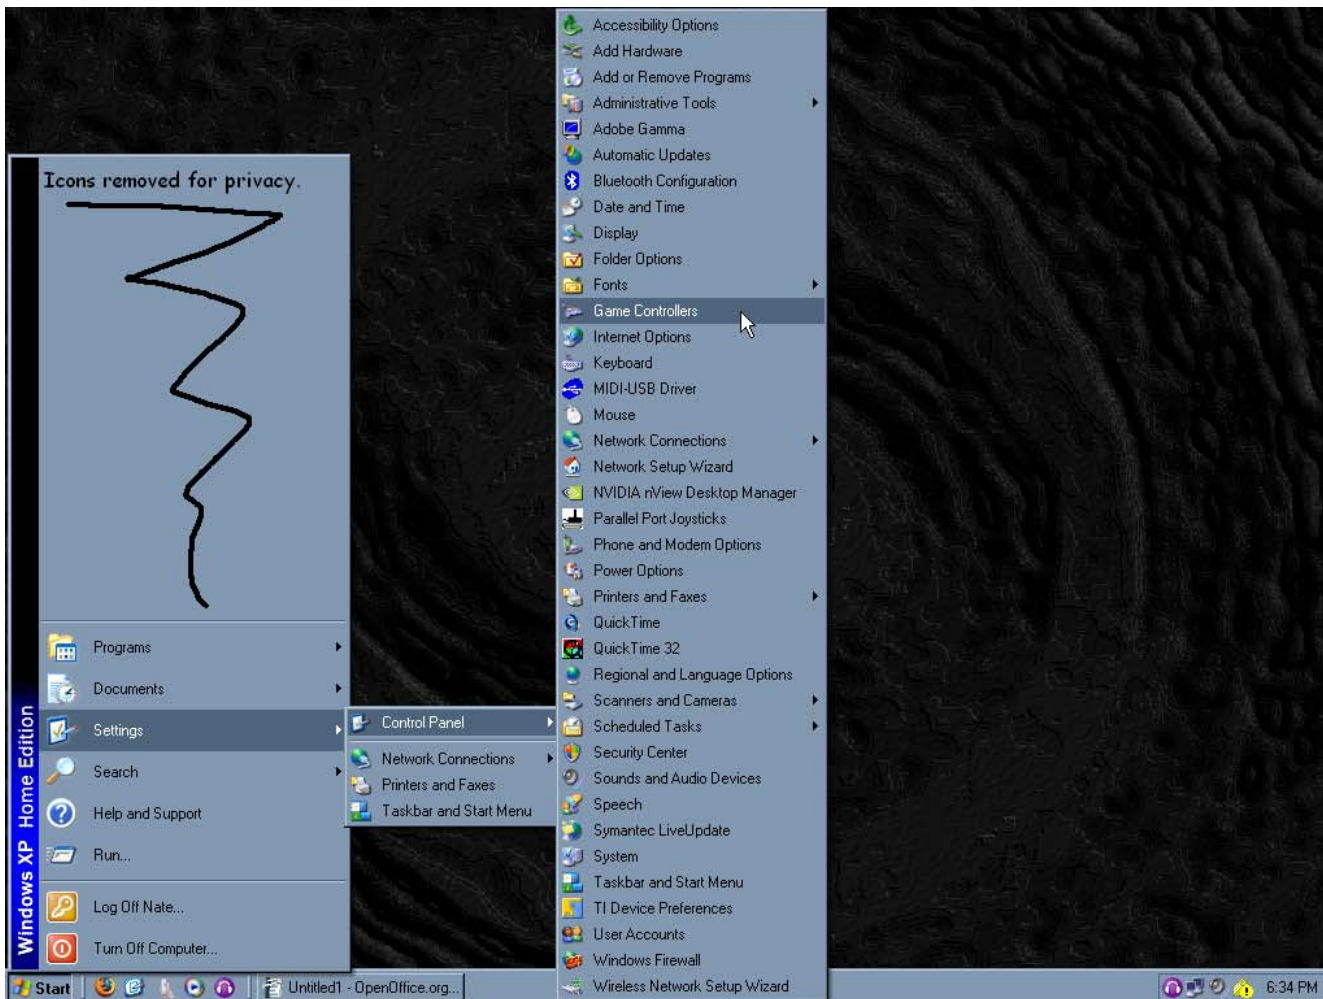 Icons removed for privacy.
Programs
Documents
Settings
Search
Help and Support
Run...
Log Off Nate...
Turn Off Computer...
Windows XP Home Edition
Control Panel
Network Connections
Printers and Faxes
Taskbar and Start Menu
Accessibility Options
Add Hardware
Add or Remove Programs
Administrative Tools
Adobe Gamma
Automatic Updates
Bluetooth Configuration
Date and Time
Display
Folder Options
Fonts
Game Controllers
Internet Options
Keyboard
MIDI-USB Driver
Mouse
Network Connections
Network Setup Wizard
NVIDIA nView Desktop Manager
Parallel Port Joysticks
Phone and Modem Options
Power Options
Printers and Faxes
QuickTime
QuickTime 32
Regional and Language Options
Scanners and Cameras
Scheduled Tasks
Security Center
Sounds and Audio Devices
Speech
Symantec LiveUpdate
System
Taskbar and Start Menu
TI Device Preferences
User Accounts
Windows Firewall
Wireless Network Setup Wizard
Start
Untitled1 - OpenOffice.org...
6:34 PM